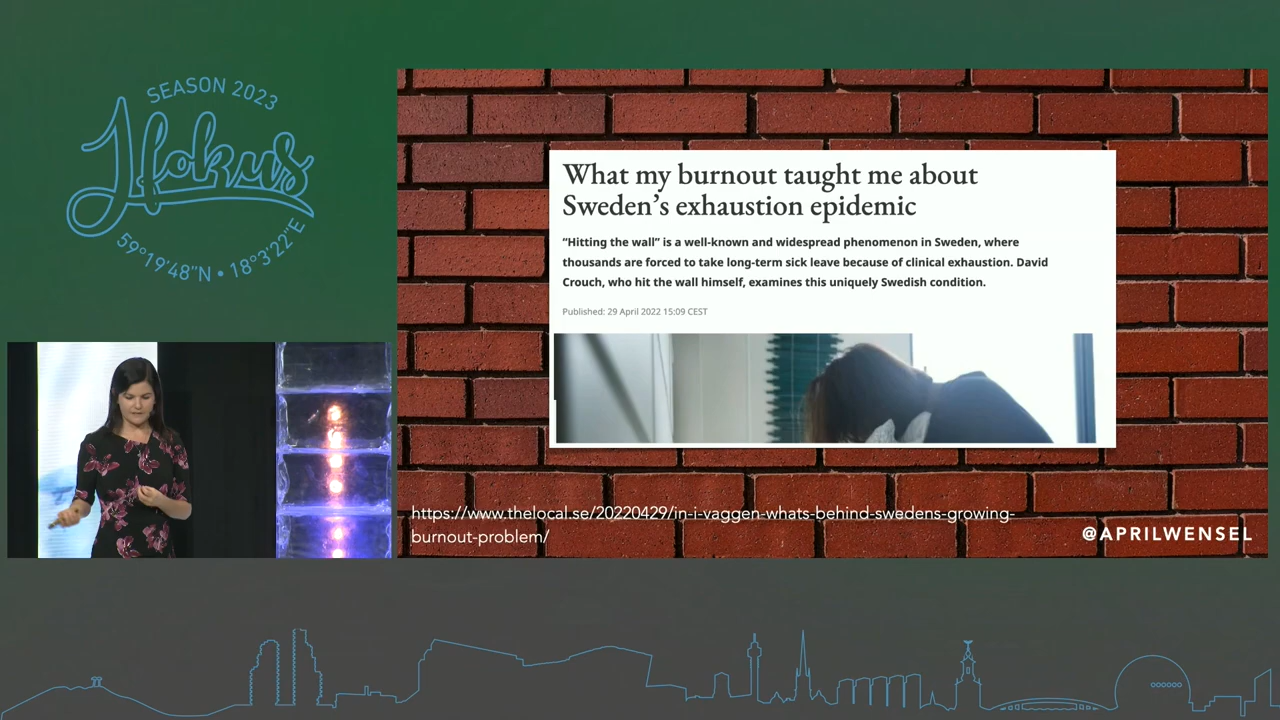 SEASON 2023
Jfokus
59°19'48"N • 18°3'22"E
What my burnout taught me about
Sweden's exhaustion epidemic
"Hitting the wall" is a well-known and widespread phenomenon in Sweden, where
thousands are forced to take long-term sick leave because of clinical exhaustion. David
Crouch, who hit the wall himself, examines this uniquely Swedish condition.
Published: 29 April 2022 15:09 CEST
https://www.thelocal.se/20220429/in-i-vaggen-whats-behind-swedens-growing-
burnout-problem/
@APRILWENSEL